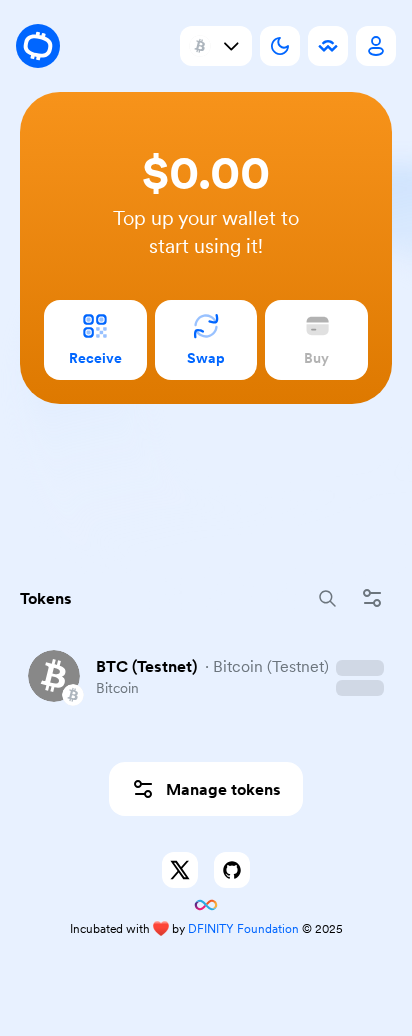 $0.00
Top up your wallet to
start using it!
Receive
Swap
Buy
Tokens
BTC (Testnet) · Bitcoin (Testnet)
Bitcoin
Manage tokens
Incubated with ❤️ by DFINITY Foundation © 2025